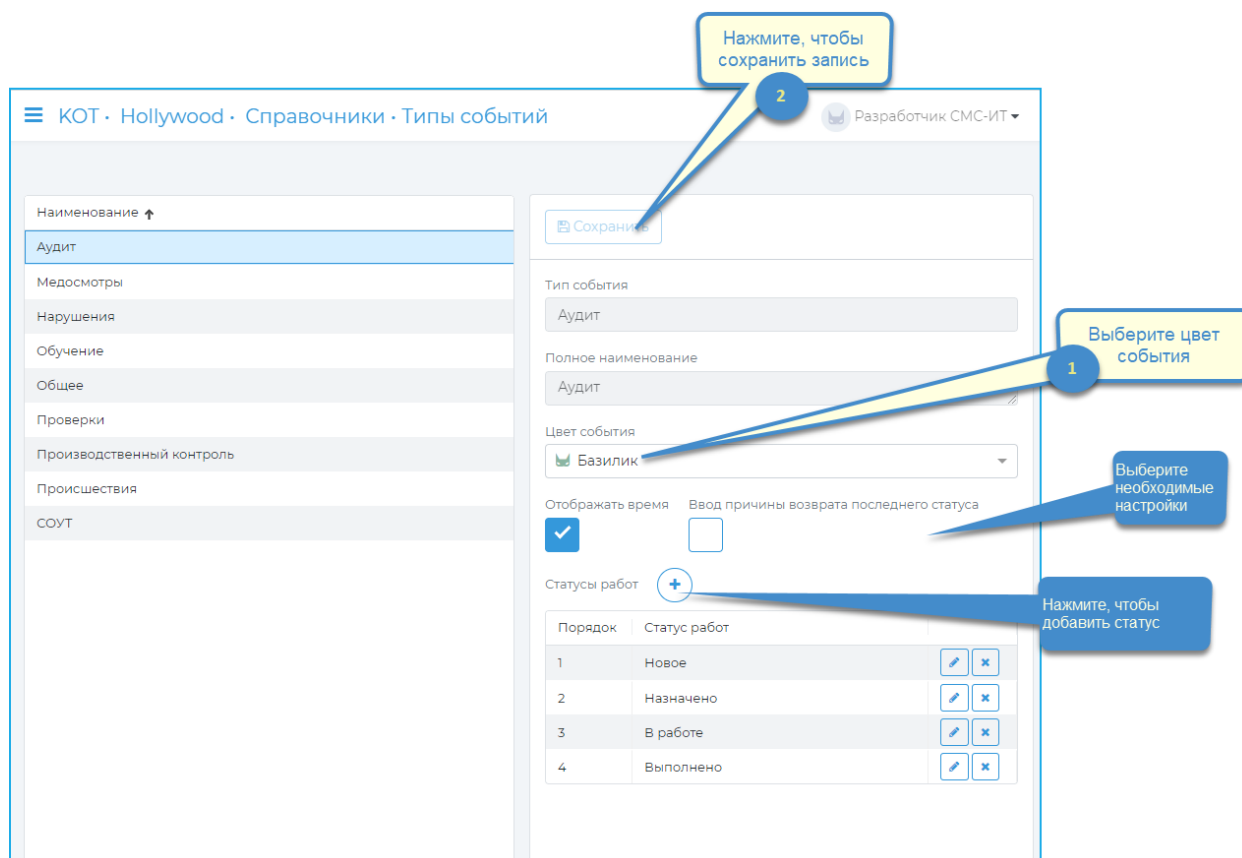 Нажмите, чтобы
сохранить запись
2
КОТ · Hollywood · Справочники · Типы событий
Разработчик СМС-ИТ
Наименование
Аудит
Медосмотры
Нарушения
Обучение
Общее
Проверки
Производственный контроль
Происшествия
СОУТ
Сохранить
Тип события
Аудит
Полное наименование
Аудит
Цвет события
Базилик
Выберите цвет
события
1
Отображать время Ввод причины возврата последнего статуса
Выберите
необходимые
настройки
Статусы работ
Нажмите, чтобы
добавить статус
Порядок Статус работ
1 Новое
2 Назначено
3 В работе
4 Выполнено